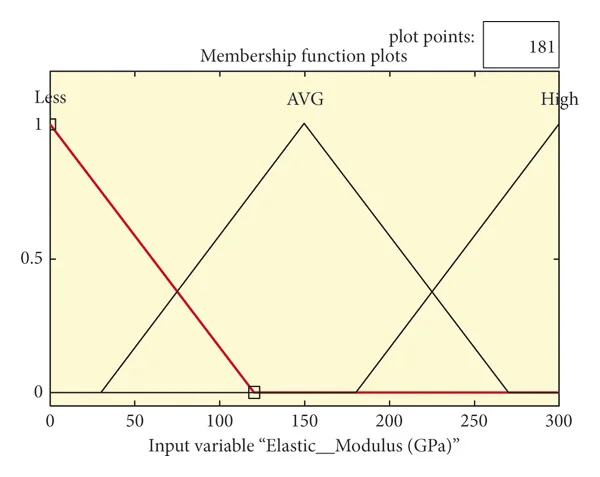 plot points: 181
Membership function plots
Less AVG High
1
0.5
0
0 50 100 150 200 250 300
Input variable “Elastic__Modulus (GPa)”